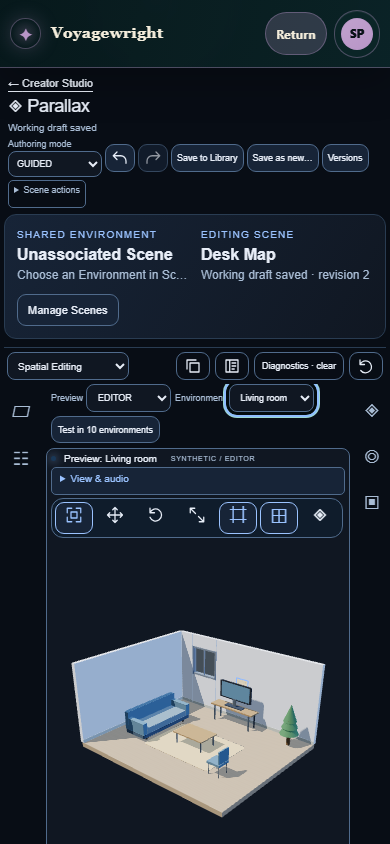 Voyagewright
Return
SP
← Creator Studio
Parallax
Working draft saved
Authoring mode
GUIDED
Save to Library
Save as new...
Versions
Scene actions
SHARED ENVIRONMENT
Unassociated Scene
Choose an Environment in Sc...
EDITING SCENE
Desk Map
Working draft saved · revision 2
Manage Scenes
Spatial Editing
Diagnostics · clear
Preview
EDITOR
Environmen
Living room
Test in 10 environments
Preview: Living room
SYNTHETIC / EDITOR
View & audio